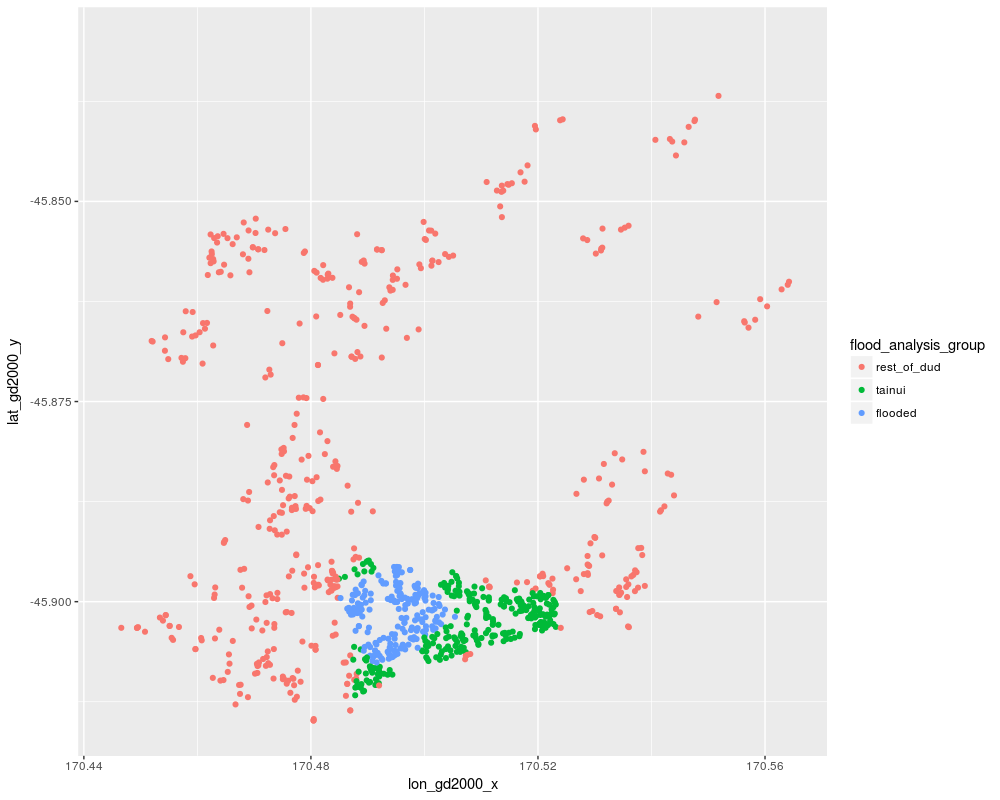 lat_gd2000_y
-45.850
-45.875
-45.900
170.44
170.48
170.52
170.56
lon_gd2000_x
flood_analysis_group
rest_of_dud
tainui
flooded